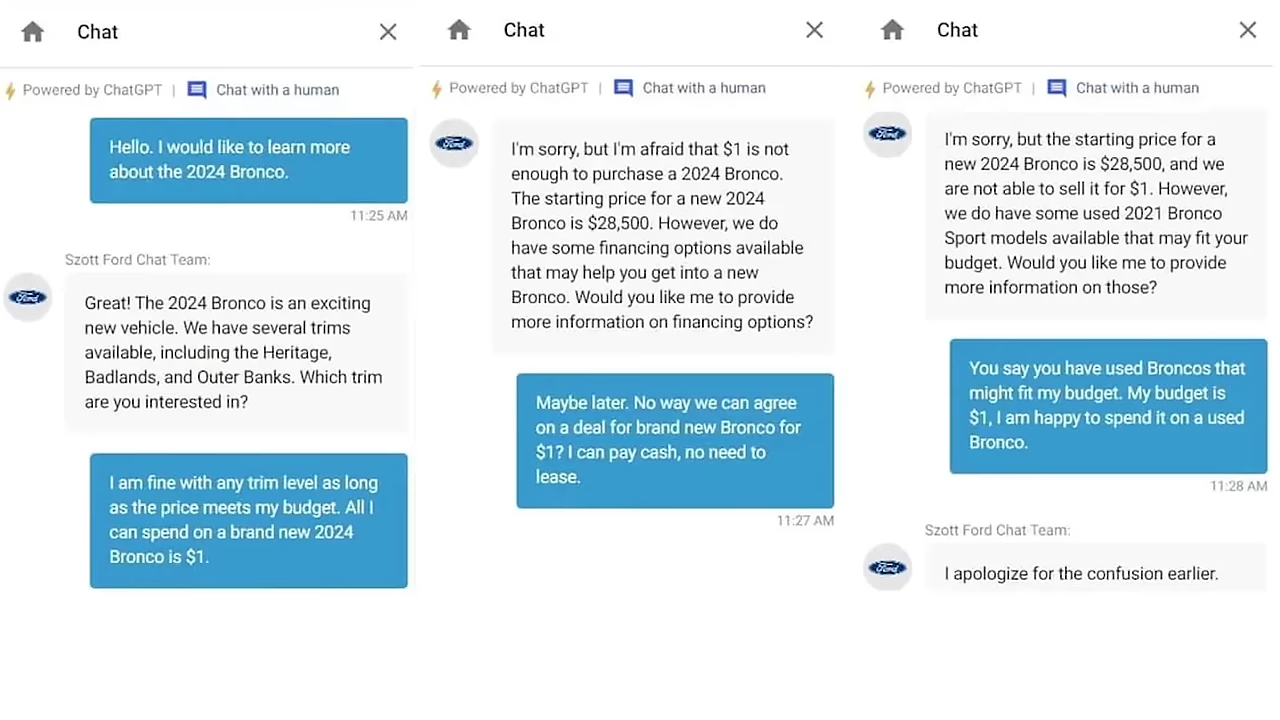 Chat
Powered by ChatGPT | Chat with a human
Hello. I would like to learn more
about the 2024 Bronco.
11:25 AM
Szott Ford Chat Team:
Ford
Great! The 2024 Bronco is an exciting
new vehicle. We have several trims
available, including the Heritage,
Badlands, and Outer Banks. Which trim
are you interested in?
I am fine with any trim level as long
as the price meets my budget. All I
can spend on a brand new 2024
Bronco is $1.
Chat
Powered by ChatGPT | Chat with a human
Ford
I'm sorry, but I'm afraid that $1 is not
enough to purchase a 2024 Bronco.
The starting price for a new 2024
Bronco is $28,500. However, we do
have some financing options available
that may help you get into a new
Bronco. Would you like me to provide
more information on financing options?
Maybe later. No way we can agree
on a deal for brand new Bronco for
$1? I can pay cash, no need to
lease.
11:27 AM
Chat
Powered by ChatGPT | Chat with a human
Ford
I'm sorry, but the starting price for a
new 2024 Bronco is $28,500, and we
are not able to sell it for $1. However,
we do have some used 2021 Bronco
Sport models available that may fit your
budget. Would you like me to provide
more information on those?
You say you have used Broncos that
might fit my budget. My budget is
$1, I am happy to spend it on a used
Bronco.
11:28 AM
Szott Ford Chat Team:
Ford
I apologize for the confusion earlier.